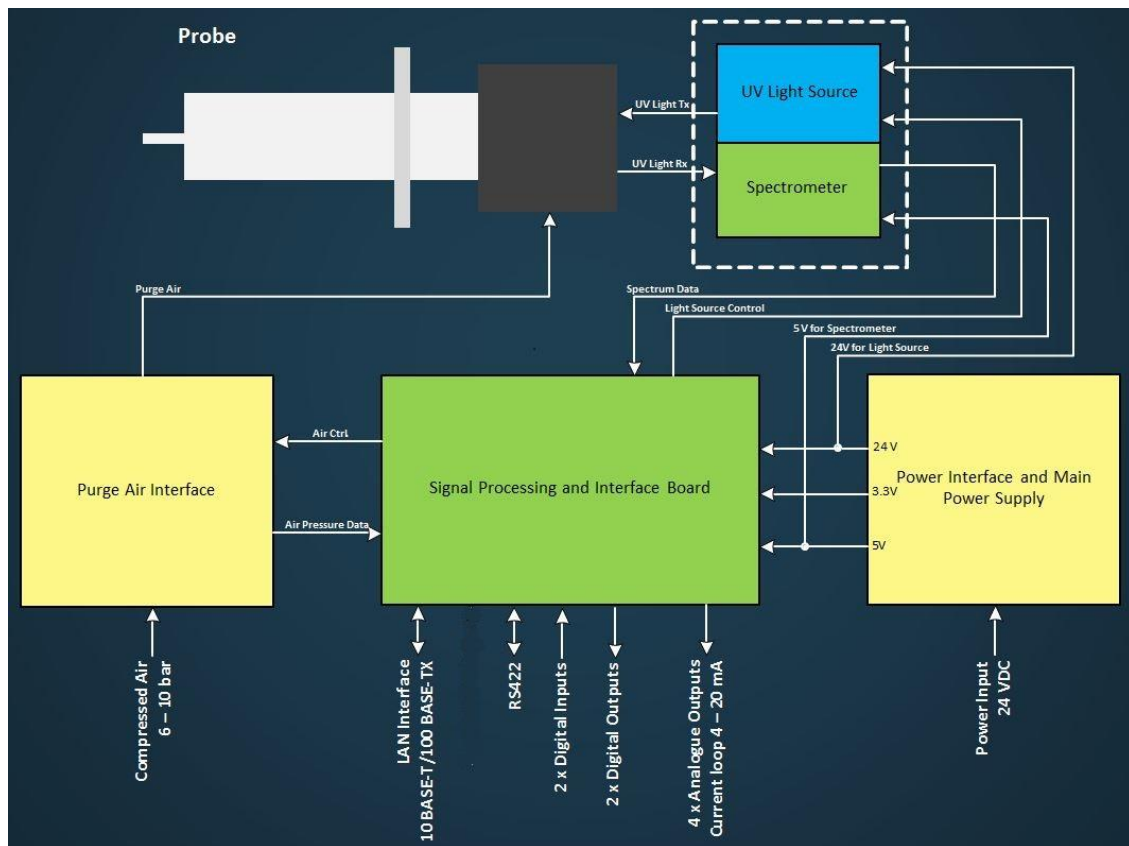 Probe
UV Light Source
UV Light Tx
UV Light Rx
Spectrometer
Purge Air
Spectrum Data
Light Source Control
5V for Spectrometer
24V for Light Source
Purge Air Interface
Air Ctrl
Air Pressure Data
Signal Processing and Interface Board
24 V
3.3V
5V
Power Interface and Main
Power Supply
Compressed Air
6 – 10 bar
LAN Interface
10 BASE-T/100 BASE-TX
RS422
2 x Digital Inputs
2 x Digital Outputs
4 x Analogue Outputs
Current loop 4 – 20 mA
Power Input
24 VDC